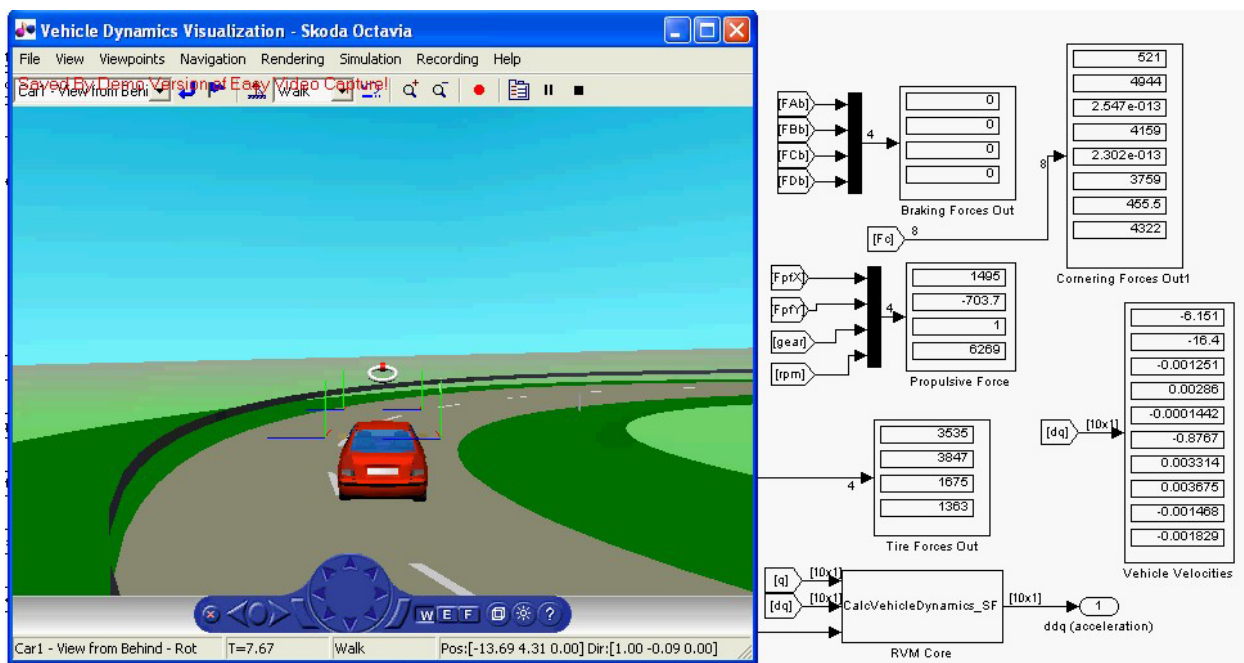 Vehicle Dynamics Visualization - Skoda Octavia
File View Viewpoints Navigation Rendering Simulation Recording Help
Saved By Demo Version of Easy Video Capture!
Car1 - View from Behi
Walk
W E F ?
Car1 - View from Behind - Rot T=7.67 Walk Pos:[-13.69 4.31 0.00] Dir:[1.00 -0.09 0.00]
[FAb]
[FBb]
[FCb]
[FDb]
4
0
0
0
0
Braking Forces Out
[Fc]
8
8
521
4944
2.547e-013
4159
2.302e-013
3759
455.5
4322
Cornering Forces Out1
[FpfX]
[FpfY]
[gear]
[rpm]
4
1495
-703.7
1
6269
Propulsive Force
4
3535
3847
1675
1363
Tire Forces Out
[dq]
[10x1]
-6.151
-16.4
-0.001251
0.00286
-0.0001442
-0.8767
0.003314
0.003675
-0.001468
-0.001829
Vehicle Velocities
[q]
[10x1]
[dq]
[10x1]
CalcVehicleDynamics_SF
RVM Core
[10x1]
1
ddq (acceleration)